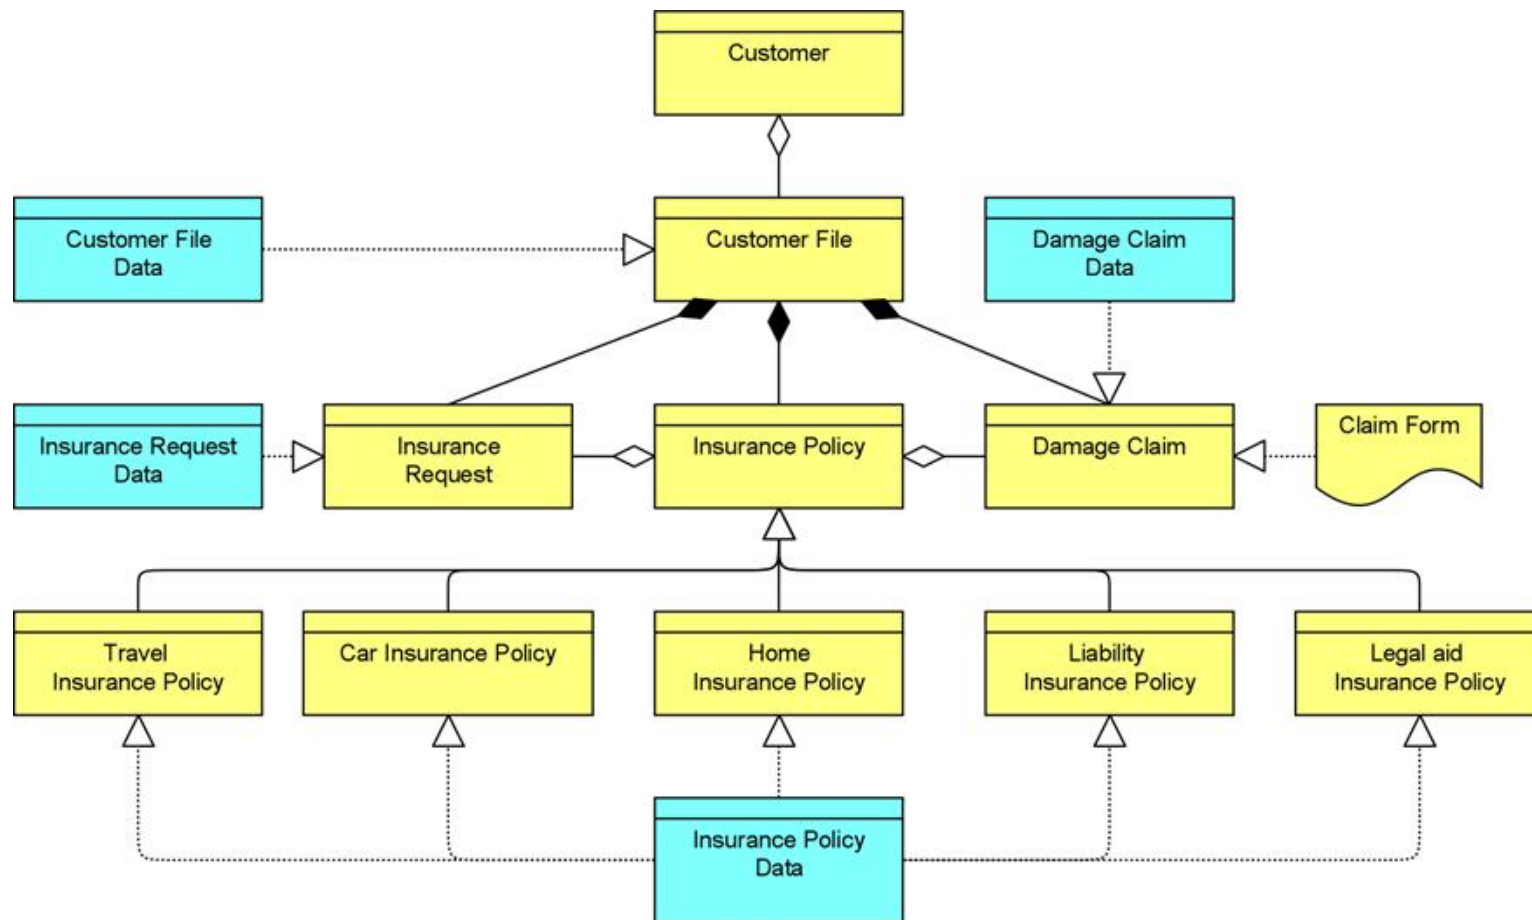 Customer
Customer File
Data
Customer File
Damage Claim
Data
Insurance Request
Data
Insurance
Request
Insurance Policy
Damage Claim
Claim Form
Travel
Insurance Policy
Car Insurance Policy
Home
Insurance Policy
Liability
Insurance Policy
Legal aid
Insurance Policy
Insurance Policy
Data